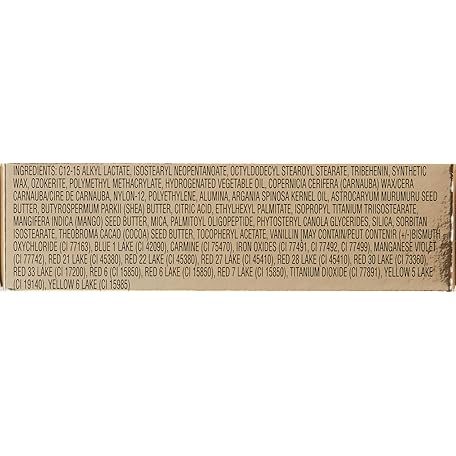 INGREDIENTS: C12-15 ALKYL LACTATE, ISOSTEARYL NEOPENTANOATE, OCTYLDODECYL STEAROYL STEARATE, TRIBEHENIN, SYNTHETIC
WAX, OZOKERITE, POLYMETHYL METHACRYLATE, HYDROGENATED VEGETABLE OIL, COPERNICIA CERIFERA (CARNAUBA) WAX/CERA
CARNAUBA/CIRE DE CARNAUBA, NYLON-12, POLYETHYLENE, ALUMINA, ARGANIA SPINOSA KERNEL OIL, ASTROCARYUM MURUMURU SEED
BUTTER, BUTYROSPERMUM PARKII (SHEA) BUTTER, CITRIC ACID, ETHYLHEXYL PALMITATE, ISOPROPYL TITANIUM TRIISOSTEARATE,
MANGIFERA INDICA (MANGO) SEED BUTTER, MICA, PALMITOYL OLIGOPEPTIDE, PHYTOSTERYL CANOLA GLYCERIDES, SILICA, SORBITAN
ISOSTEARATE, THEOBROMA CACAO (COCOA) SEED BUTTER, TOCOPHERYL ACETATE, VANILLIN (MAY CONTAIN/PEUT CONTENIR (+/-) BISMUTH
OXYCHLORIDE (CI 77163), BLUE 1 LAKE (CI 42090), CARMINE (CI 75470), IRON OXIDES (CI 77491, CI 77492, CI 77499), MANGANESE VIOLET
(CI 77742), RED 21 LAKE (CI 45380), RED 22 LAKE (CI 45380), RED 27 LAKE (CI 45410), RED 28 LAKE (CI 45410), RED 30 LAKE (CI 73360),
RED 33 LAKE (CI 17200), RED 6 (CI 15850), RED 6 LAKE (CI 15850), RED 7 LAKE (CI 15850), TITANIUM DIOXIDE (CI 77891), YELLOW 5 LAKE
(CI 19140), YELLOW 6 LAKE (CI 15985)